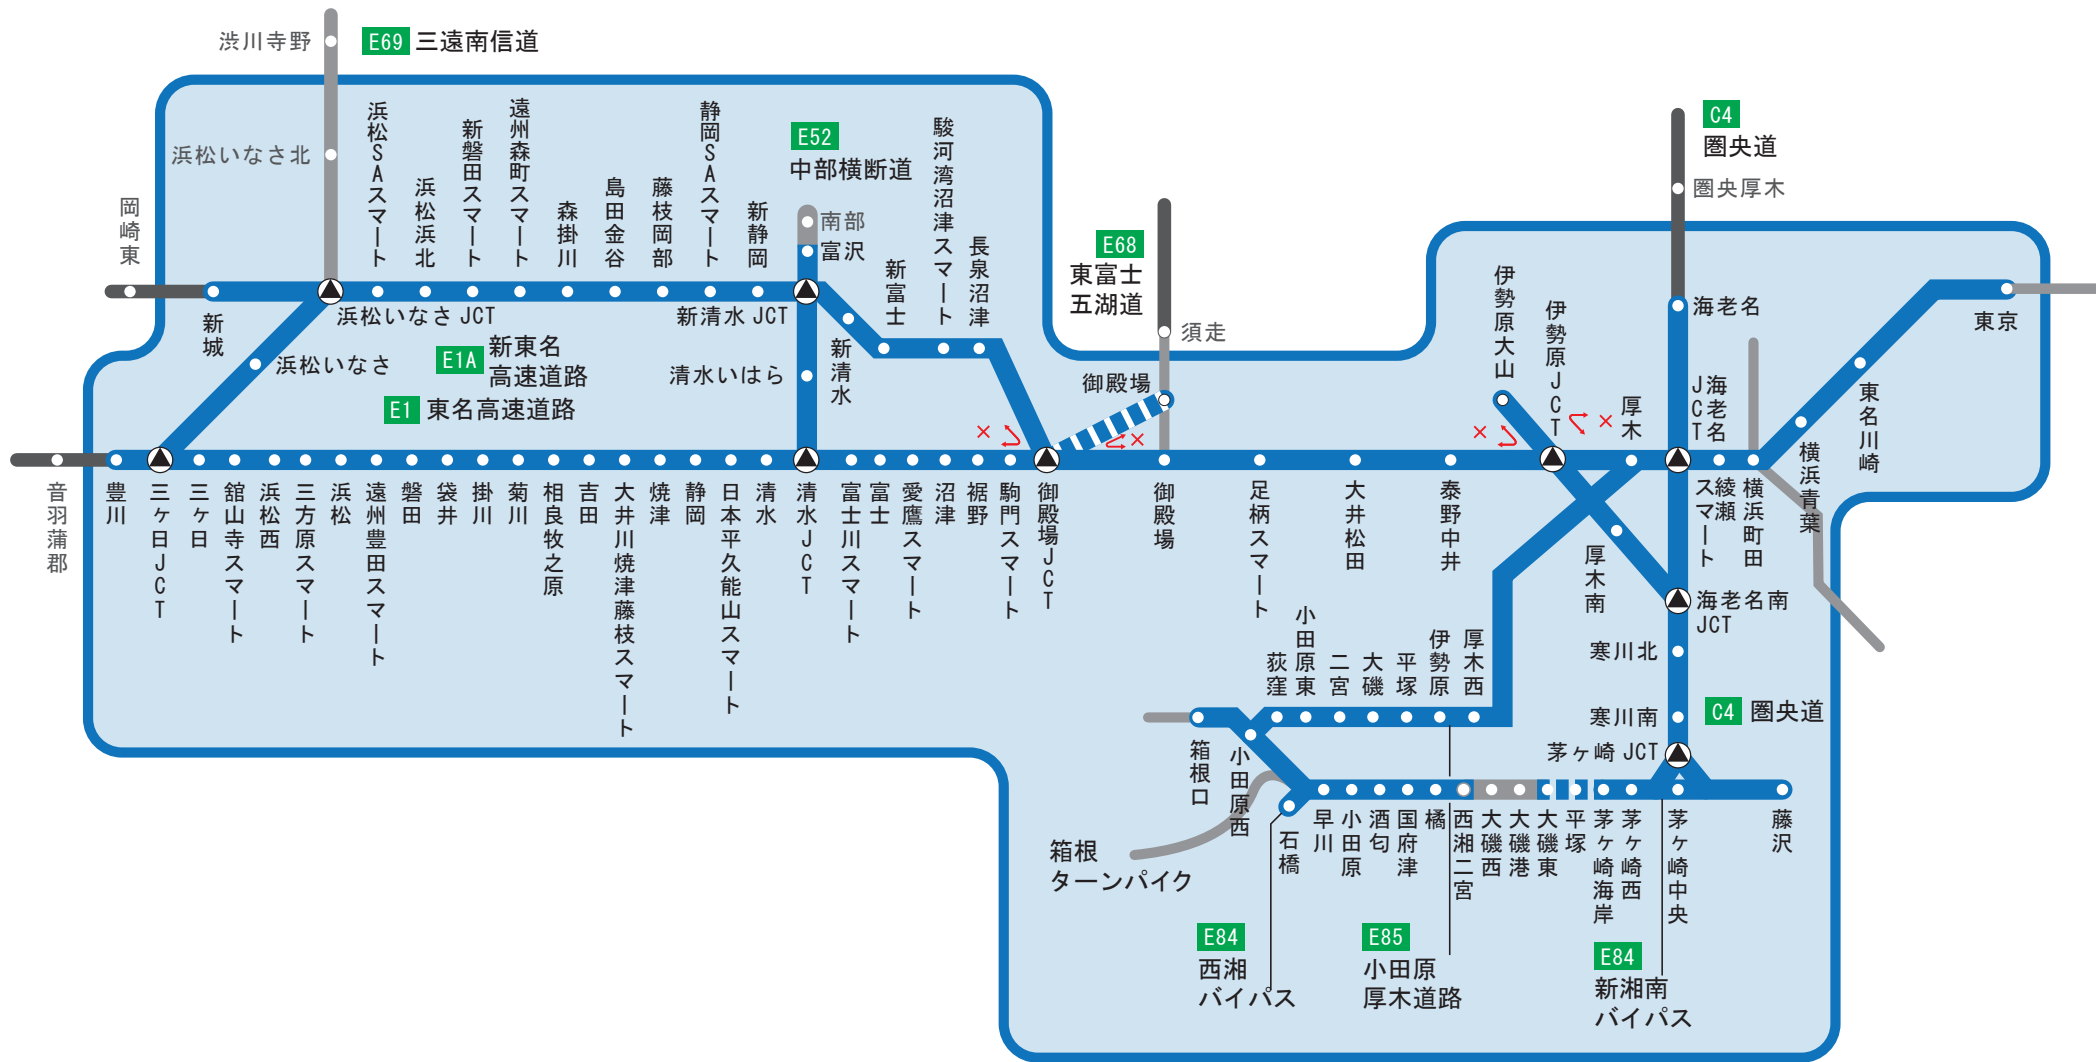 渋川寺野
E69 三遠南信道
浜松いなさ北
岡崎東
浜松SAスマート
浜松浜北
新磐田スマート
遠州森町スマート
森掛川
島田金谷
藤枝岡部
静岡SAスマート
新静岡
E52
中部横断道
南部
富沢
新富士
駿河湾沼津スマート
長泉沼津
E68
東富士
五湖道
須走
御殿場
C4
圏央道
圏央厚木
海老名
伊勢原大山
伊勢原JCT
厚木
海老名
JCT
東京
東名川崎
横浜青葉
新城
浜松いなさ JCT
浜松いなさ
新清水 JCT
新清水
清水いはら
E1A 新東名
高速道路
E1 東名高速道路
音羽蒲郡
豊川
三ヶ日JCT
三ヶ日
舘山寺スマート
浜松西
三方原スマート
浜松
遠州豊田スマート
磐田
袋井
掛川
菊川
相良牧之原
吉田
大井川焼津藤枝スマート
焼津
静岡
日本平久能山スマート
清水
清水JCT
富士川スマート
富士
愛鷹スマート
沼津
裾野
駒門スマート
御殿場JCT
御殿場
足柄スマート
大井松田
泰野中井
厚木南
綾瀬
スマート
横浜町田
海老名南
JCT
寒川北
寒川南
C4 圏央道
茅ヶ崎 JCT
荻窪
小田原東
二宮
大磯
平塚
伊勢原
厚木西
箱根口
小田原西
石橋
早川
小田原
酒匂
国府津
橘
西湘二宮
大磯西
大磯港
大磯東
平塚
茅ヶ崎海岸
茅ヶ崎西
茅ヶ崎中央
藤沢
箱根
ターンパイク
E84
西湘
バイパス
E85
小田原
厚木道路
E84
新湘南
バイパス